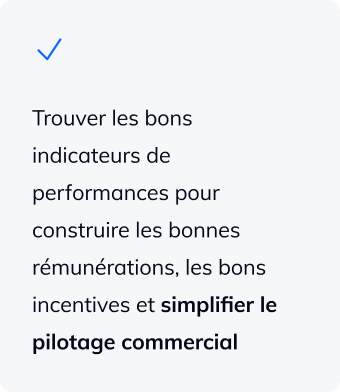 Trouver les bons
indicateurs de
performances pour
construire les bonnes
rémunérations, les bons
incentives et simplifier le
pilotage commercial